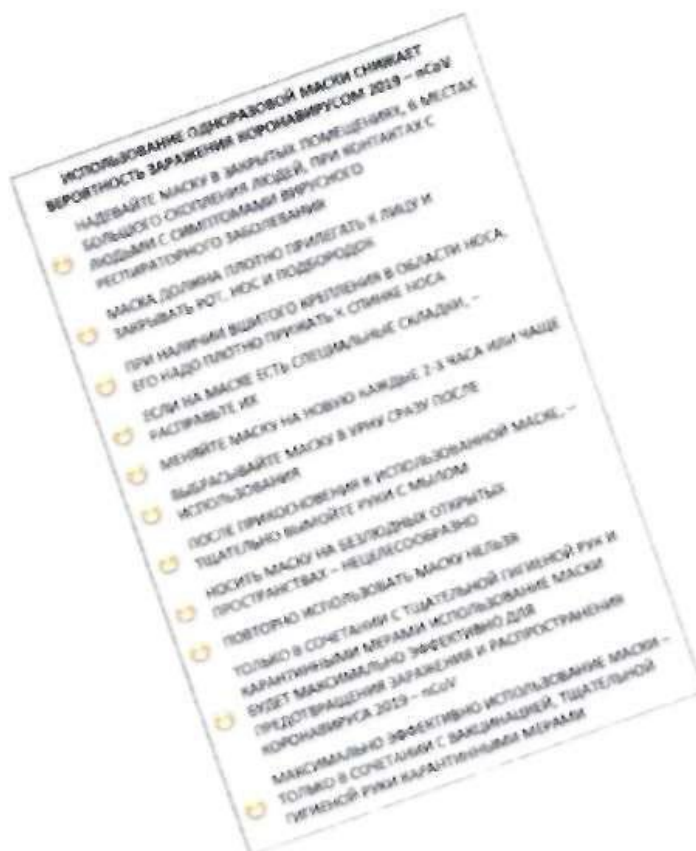 ИСПОЛЬЗОВАНИЕ ОДНОРАЗОВОЙ МАСКИ СНИЖАЕТ
ВЕРОЯТНОСТЬ ЗАРАЖЕНИЯ КОРОНАВИРУСОМ 2019 – nCoV
НАДЕВАЙТЕ МАСКУ В ЗАКРЫТЫХ ПОМЕЩЕНИЯХ, В МЕСТАХ
БОЛЬШОГО СКОПЛЕНИЯ ЛЮДЕЙ, ПРИ КОНТАКТАХ С
ЛЮДЬМИ С СИМПТОМАМИ ВИРУСНОГО
РЕСПИРАТОРНОГО ЗАБОЛЕВАНИЯ
МАСКА ДОЛЖНА ПЛОТНО ПРИЛЕГАТЬ К ЛИЦУ И
ЗАКРЫВАТЬ РОТ, НОС И ПОДБОРОДОК
ПРИ НАЛИЧИИ ВШИТОГО КРЕПЛЕНИЯ В ОБЛАСТИ НОСА,
ЕГО НАДО ПЛОТНО ПРИЖАТЬ К СПИНКЕ НОСА
ЕСЛИ НА МАСКЕ ЕСТЬ СПЕЦИАЛЬНЫЕ СКЛАДКИ, –
РАСПРАВЬТЕ ИХ
МЕНЯЙТЕ МАСКУ НА НОВУЮ КАЖДЫЕ 2-3 ЧАСА ИЛИ ЧАЩЕ
ВЫБРАСЫВАЙТЕ МАСКУ В УРНУ СРАЗУ ПОСЛЕ
ИСПОЛЬЗОВАНИЯ
ПОСЛЕ ПРИКОСНОВЕНИЯ К ИСПОЛЬЗОВАННОЙ МАСКЕ, –
ТЩАТЕЛЬНО ВЫМОЙТЕ РУКИ С МЫЛОМ
НОСИТЬ МАСКУ НА БЕЗЛЮДНЫХ ОТКРЫТЫХ
ПРОСТРАНСТВАХ – НЕЦЕЛЕСООБРАЗНО
ПОВТОРНО ИСПОЛЬЗОВАТЬ МАСКУ НЕЛЬЗЯ
ТОЛЬКО В СОЧЕТАНИИ С ТЩАТЕЛЬНОЙ ГИГИЕНОЙ РУК И
КАРАНТИННЫМИ МЕРАМИ ИСПОЛЬЗОВАНИЕ МАСКИ
БУДЕТ МАКСИМАЛЬНО ЭФФЕКТИВНО ДЛЯ
ПРЕДОТВРАЩЕНИЯ ЗАРАЖЕНИЯ И РАСПРОСТРАНЕНИЯ
КОРОНАВИРУСА 2019 – nCoV
МАКСИМАЛЬНО ЭФФЕКТИВНО ИСПОЛЬЗОВАНИЕ МАСКИ –
ТОЛЬКО В СОЧЕТАНИИ С ВАКЦИНАЦИЕЙ, ТЩАТЕЛЬНОЙ
ГИГИЕНОЙ РУКИ КАРАНТИННЫМИ МЕРАМИ